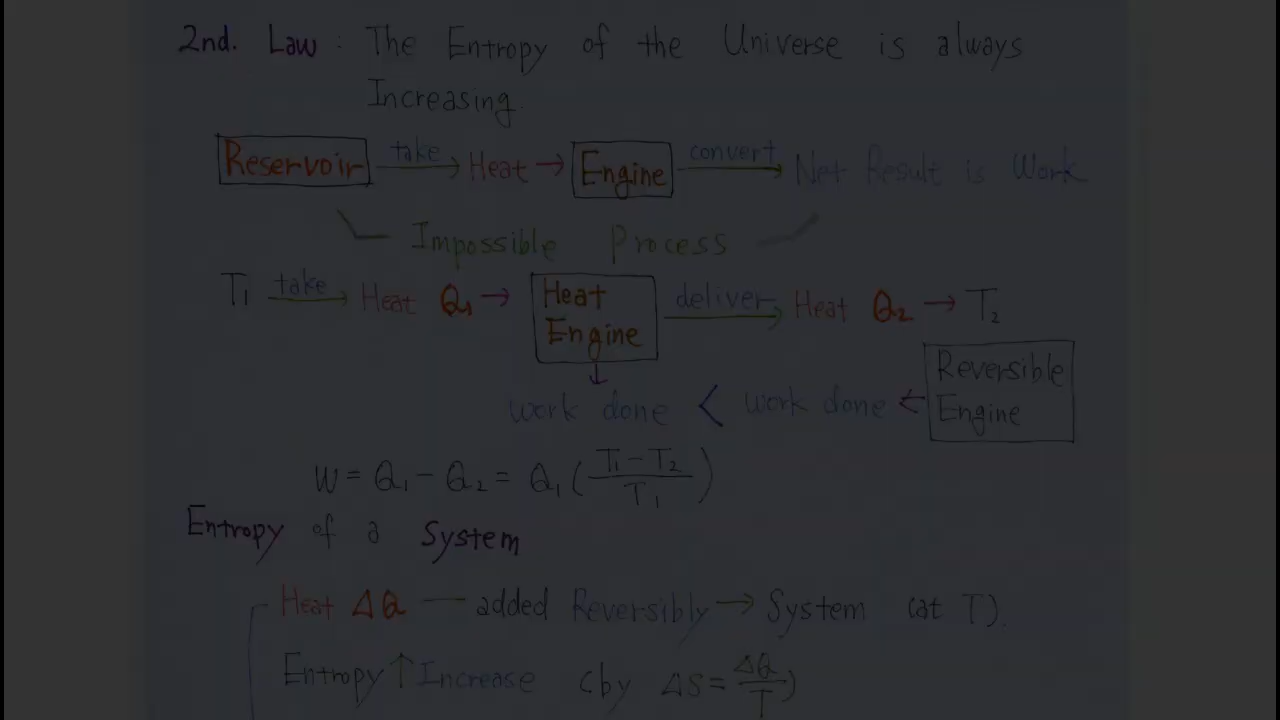 2nd. Law : The Entropy of the Universe is always
Increasing.
Reservoir take → Heat → Engine convert → Net Result is Work
Impossible Process
T₁ take → Heat Q₁ → Heat Engine deliver → Heat Q₂ → T₂
work done < work done ← Reversible Engine
W = Q₁ - Q₂ = Q₁ (T₁ - T₂ / T₁)
Entropy of a System
Heat ΔQ — added Reversibly → System (at T).
Entropy ↑ Increase (by ΔS = ΔQ / T)